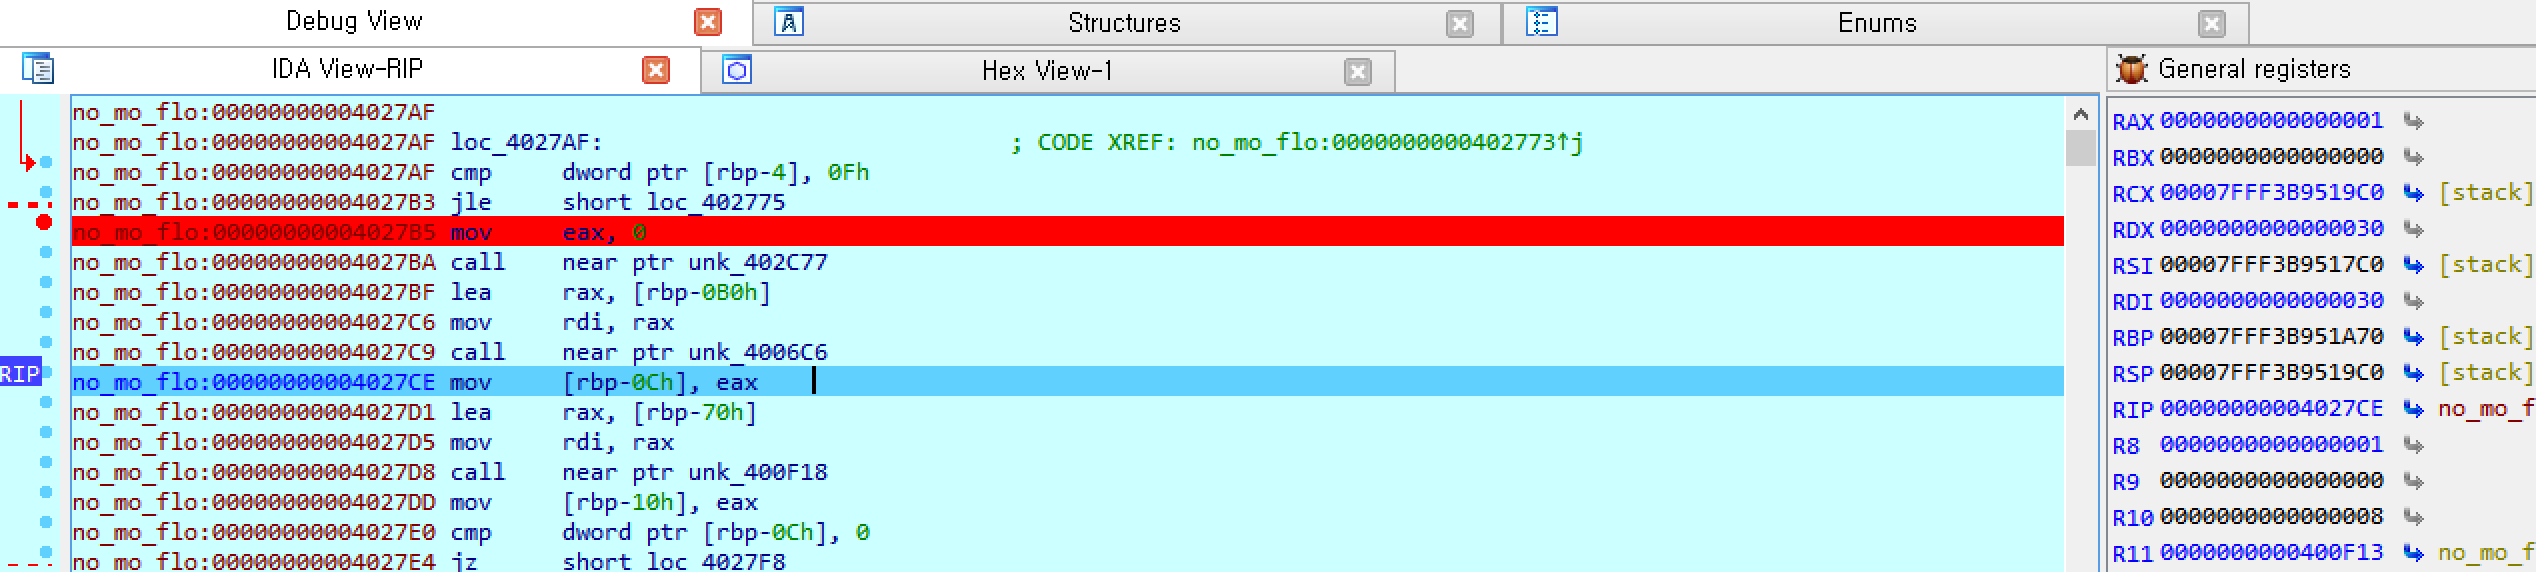 Debug View
Structures
Enums
IDA View-RIP
Hex View-1
General registers
no_mo_flo:00000000004027AF
no_mo_flo:00000000004027AF loc_4027AF: ; CODE XREF: no_mo_flo:0000000000402773↑j
no_mo_flo:00000000004027AF cmp dword ptr [rbp-4], 0Fh
no_mo_flo:00000000004027B3 jle short loc_402775
no_mo_flo:00000000004027B5 mov eax, 0
no_mo_flo:00000000004027BA call near ptr unk_402C77
no_mo_flo:00000000004027BF lea rax, [rbp-0B0h]
no_mo_flo:00000000004027C6 mov rdi, rax
no_mo_flo:00000000004027C9 call near ptr unk_4006C6
RIP
no_mo_flo:00000000004027CE mov [rbp-0Ch], eax
no_mo_flo:00000000004027D1 lea rax, [rbp-70h]
no_mo_flo:00000000004027D5 mov rdi, rax
no_mo_flo:00000000004027D8 call near ptr unk_400F18
no_mo_flo:00000000004027DD mov [rbp-10h], eax
no_mo_flo:00000000004027E0 cmp dword ptr [rbp-0Ch], 0
no_mo_flo:00000000004027E4 jz short loc_4027F8
RAX 0000000000000001
RBX 0000000000000000
RCX 00007FFF3B9519C0 [stack]
RDX 0000000000000030
RSI 00007FFF3B9517C0 [stack]
RDI 0000000000000030
RBP 00007FFF3B951A70 [stack]
RSP 00007FFF3B9519C0 [stack]
RIP 00000000004027CE no_mo_f
R8 0000000000000001
R9 0000000000000000
R10 0000000000000008
R11 0000000000400F13 no_mo_f